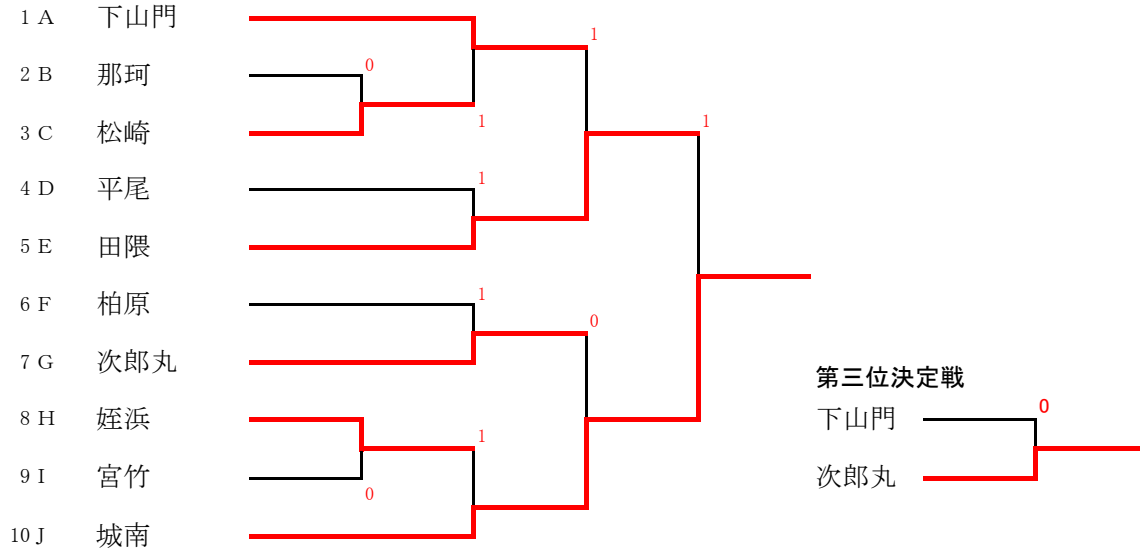 1 A 下山門
1
2 B 那珂
0
3 C 松崎
1
1
4 D 平尾
1
5 E 田隈
6 F 柏原
1
0
7 G 次郎丸
第三位決定戦
8 H 姪浜
下山門
0
1
9 I 宮竹
0
次郎丸
10 J 城南